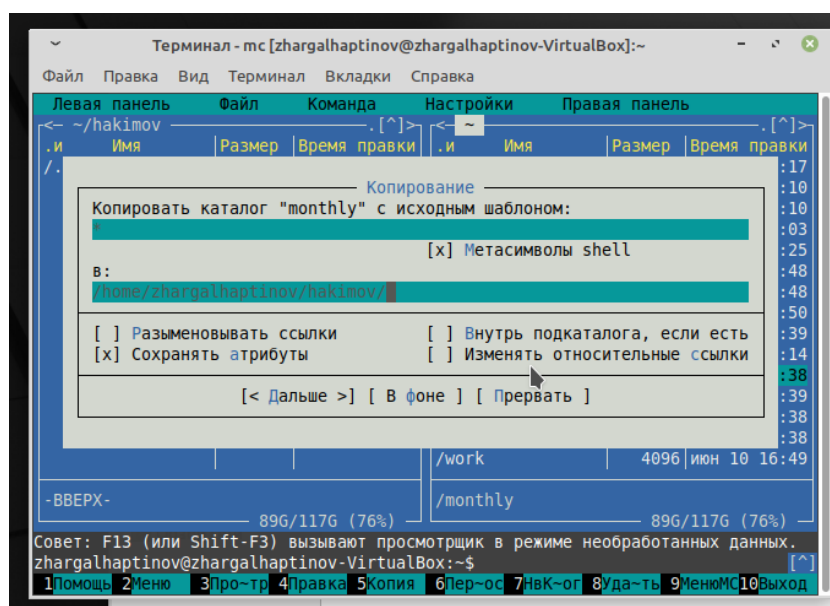 Терминал - mc [zhargalhaptinov@zhargalhaptinov-VirtualBox]:~
Файл Правка Вид Терминал Вкладки Справка
Левая панель Файл Команда Настройки Правая панель
<— ~/hakimov .[^]> <— ~ .[^]>
.и Имя Размер Время правки .и Имя Размер Время правки
/. :17
Копирование :10
Копировать каталог "monthly" с исходным шаблоном: :10
* :03
[x] Метасимволы shell :25
в: :48
/home/zhargalhaptinov/hakimov/ :48
:50
[ ] Разыменовывать ссылки [ ] Внутрь подкаталога, если есть :39
[x] Сохранять атрибуты [ ] Изменять относительные ссылки :14
:38
[< Дальше >] [ В фоне ] [ Прервать ] :39
:38
:38
/work 4096 июн 10 16:49
-ВВЕРХ- /monthly
89G/117G (76%) 89G/117G (76%)
Совет: F13 (или Shift-F3) вызывают просмотрщик в режиме необработанных данных.
zhargalhaptinov@zhargalhaptinov-VirtualBox:~$ [^]
1Помощь 2Меню 3Про~тр 4Правка 5Копия 6Пер~ос 7НвК~ог 8Уда~ть 9МенюМС 10Выход